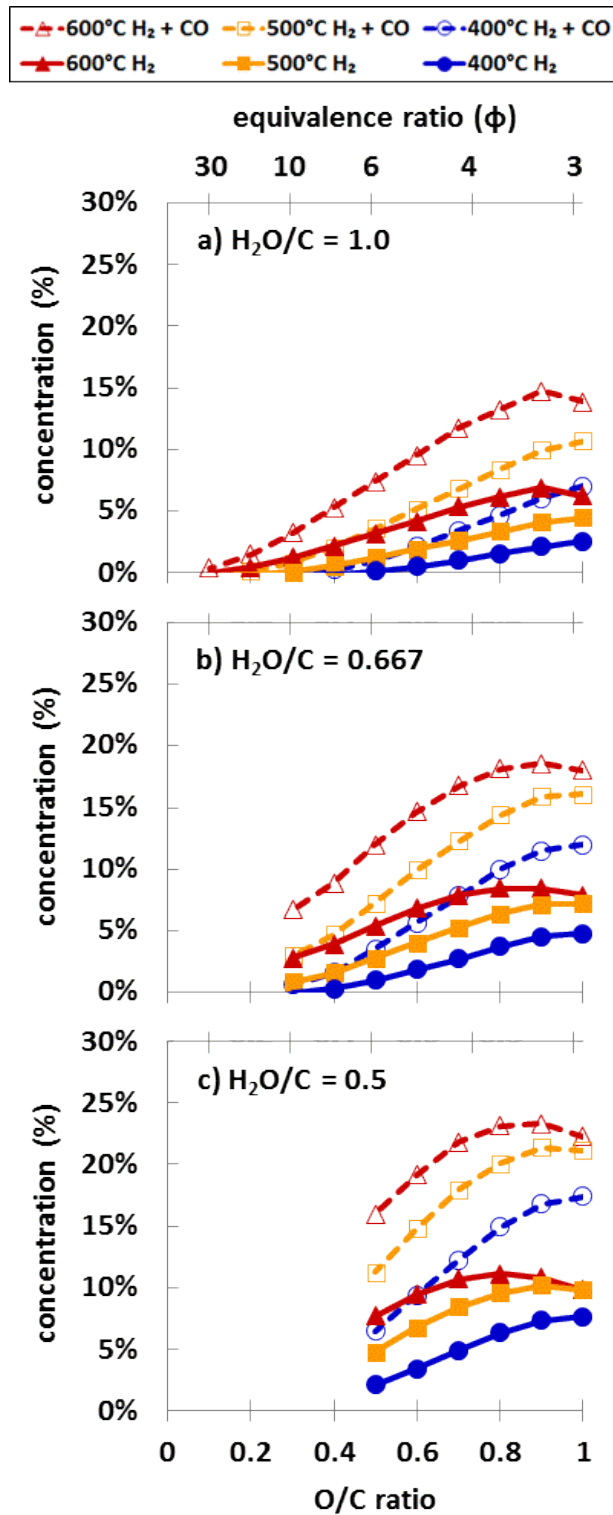 600°C H₂ + CO 500°C H₂ + CO 400°C H₂ + CO
600°C H₂ 500°C H₂ 400°C H₂
equivalence ratio (ϕ)
30 10 6 4 3
30%
a) H₂O/C = 1.0
25%
20%
15%
10%
5%
0%
concentration (%)
30%
b) H₂O/C = 0.667
25%
20%
15%
10%
5%
0%
concentration (%)
30%
c) H₂O/C = 0.5
25%
20%
15%
10%
5%
0%
concentration (%)
0 0.2 0.4 0.6 0.8 1
O/C ratio